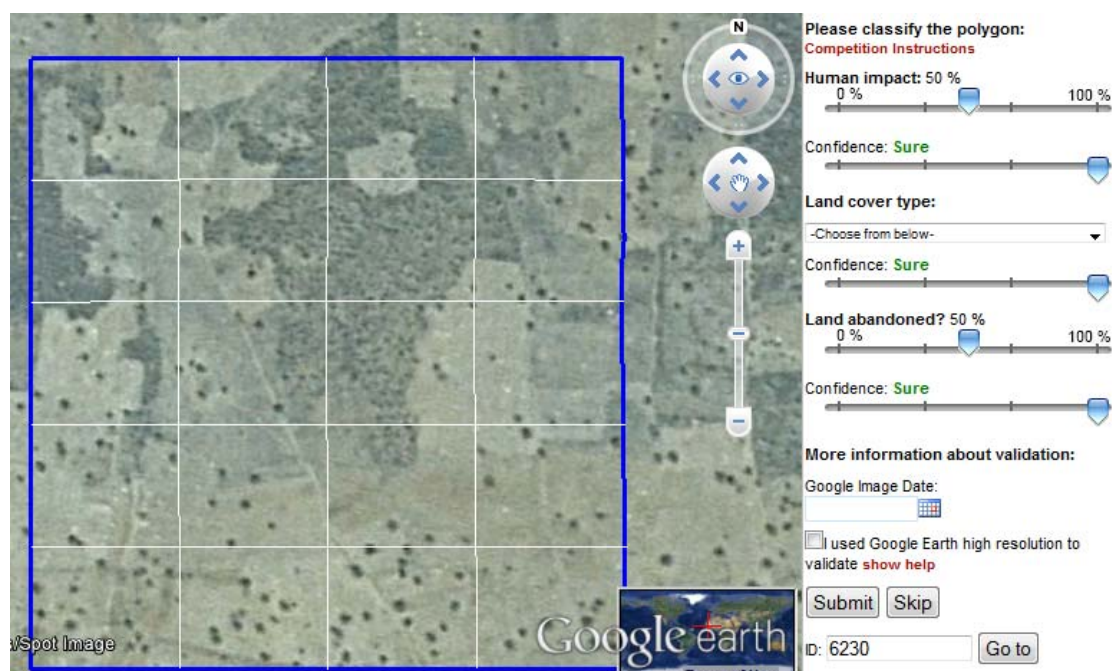 N
Please classify the polygon:
Competition Instructions
Human impact: 50 %
0 % 100 %
Confidence: Sure
Land cover type:
-Choose from below-
Confidence: Sure
Land abandoned? 50 %
0 % 100 %
Confidence: Sure
More information about validation:
Google Image Date:
I used Google Earth high resolution to
validate show help
Submit Skip
ID: 6230 Go to
/Spot Image
Google earth